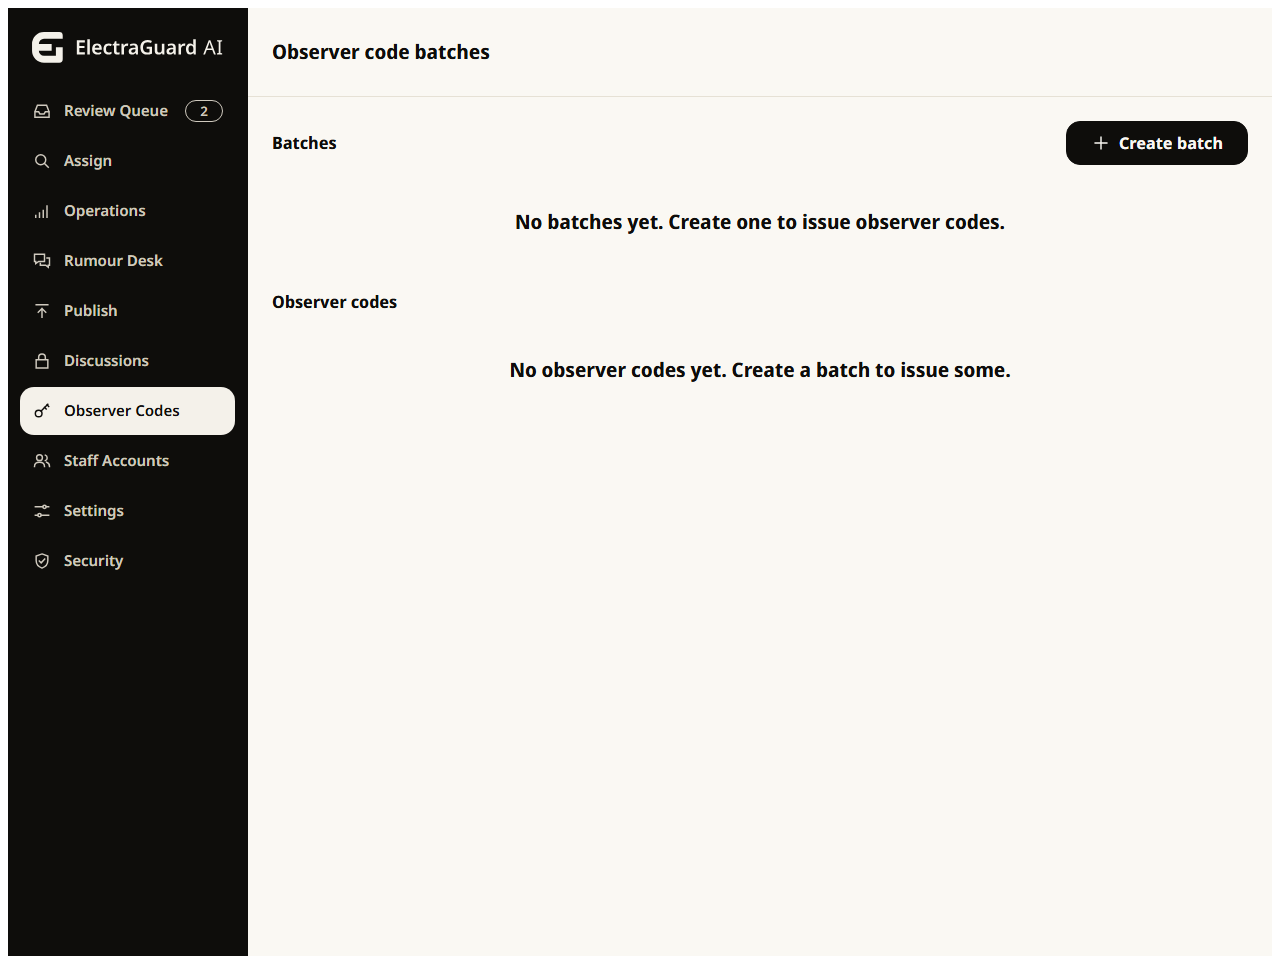 ElectraGuard AI
Review Queue 2
Assign
Operations
Rumour Desk
Publish
Discussions
Observer Codes
Staff Accounts
Settings
Security
Observer code batches
Batches
Create batch
No batches yet. Create one to issue observer codes.
Observer codes
No observer codes yet. Create a batch to issue some.